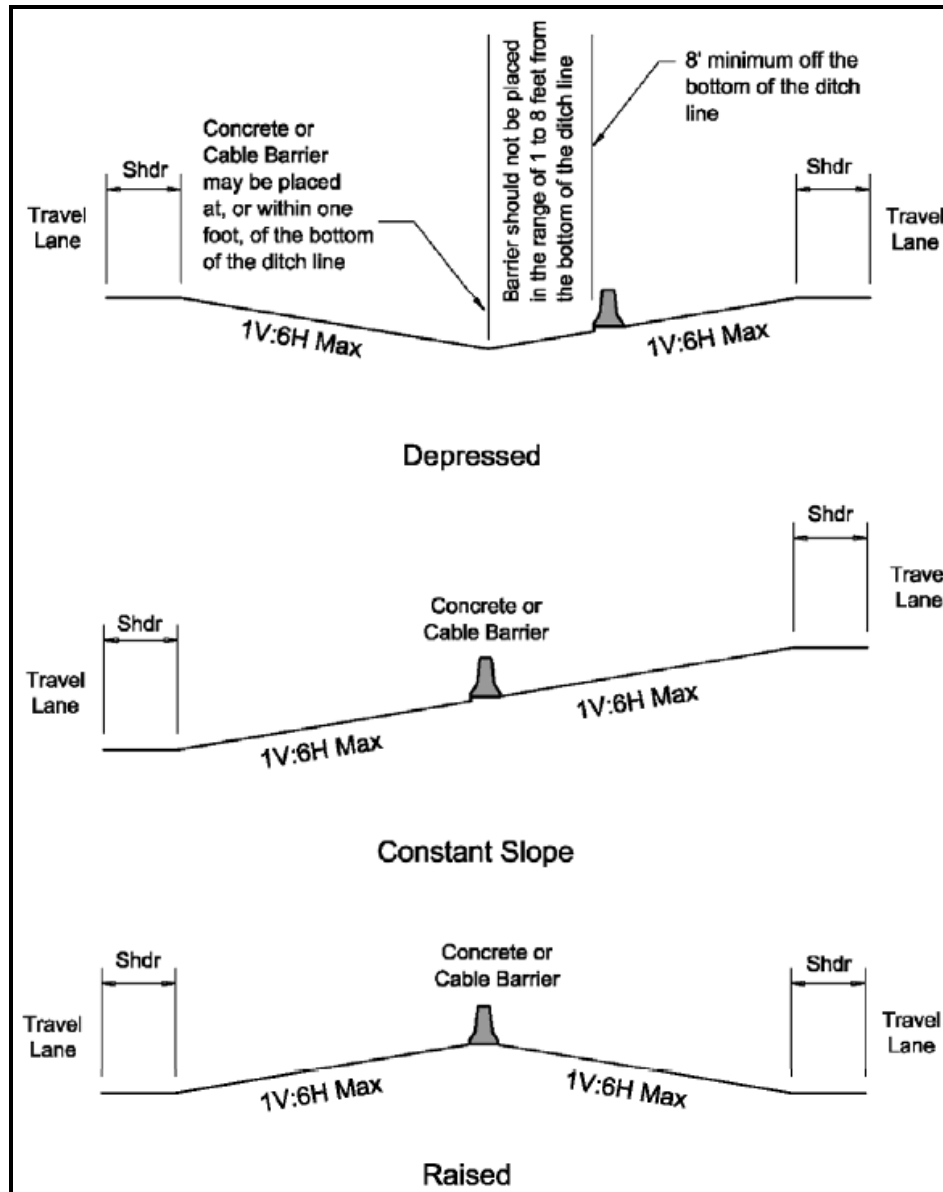 Barrier should not be placed
in the range of 1 to 8 feet from
the bottom of the ditch line
8' minimum off the
bottom of the ditch
line
Concrete or
Cable Barrier
may be placed
at, or within one
foot, of the bottom
of the ditch line
Shdr
Shdr
Travel
Lane
Travel
Lane
1V:6H Max
1V:6H Max
Depressed
Shdr
Trave
Lane
Concrete or
Cable Barrier
Shdr
Travel
Lane
1V:6H Max
1V:6H Max
Constant Slope
Concrete or
Cable Barrier
Shdr
Shdr
Travel
Lane
Travel
Lane
1V:6H Max
1V:6H Max
Raised